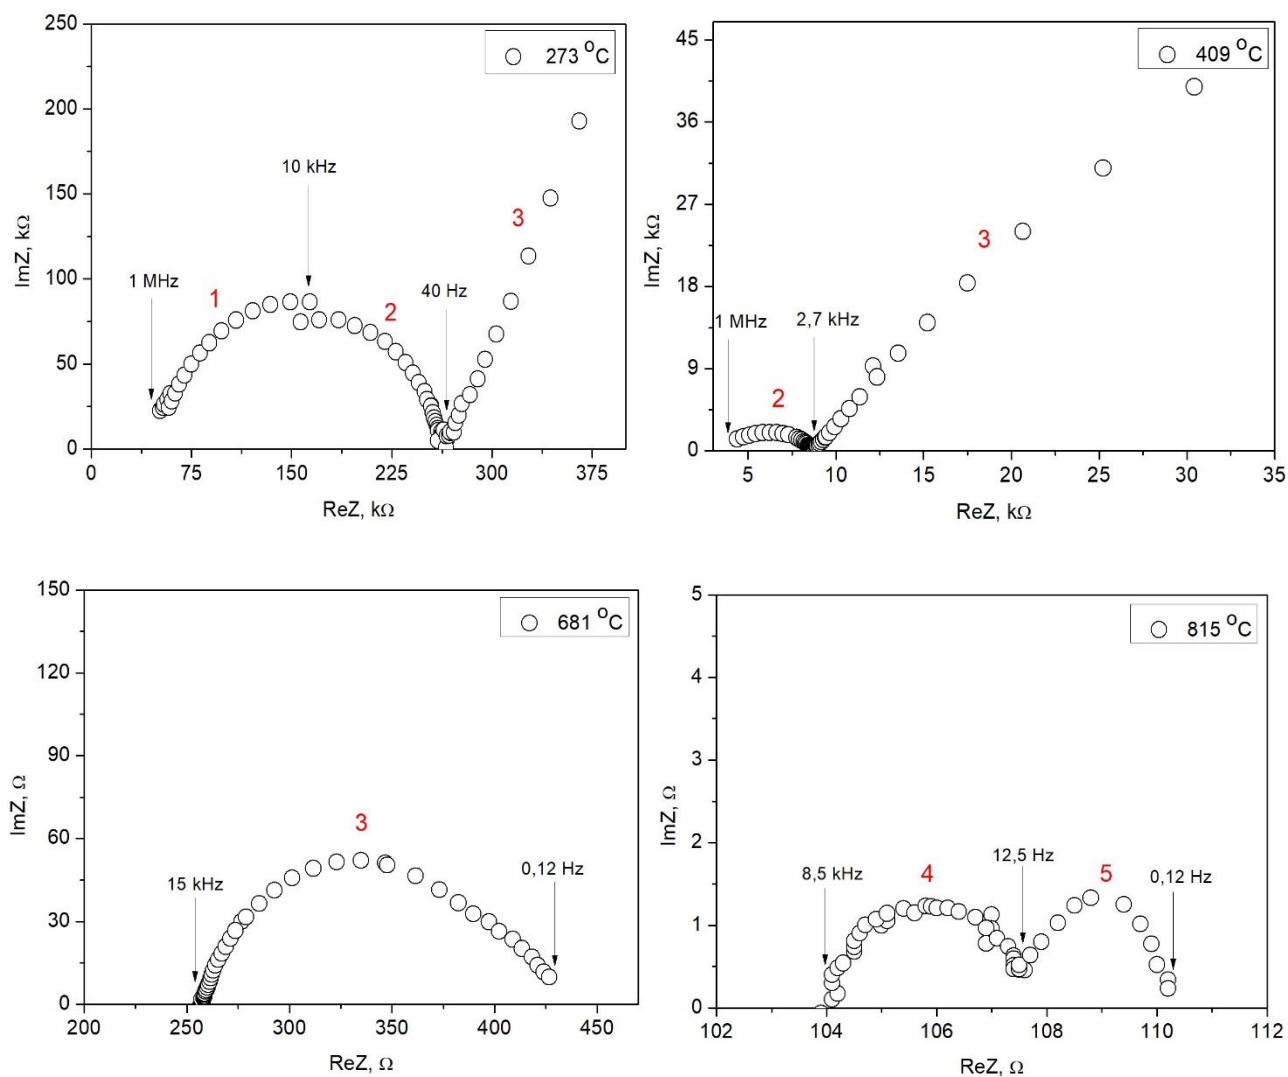 250
200
150
100
50
0
ImZ, kΩ
0 75 150 225 300 375
ReZ, kΩ
273 °C
1 MHz
10 kHz
40 Hz
1
2
3
45
36
27
18
9
0
ImZ, kΩ
5 10 15 20 25 30 35
ReZ, kΩ
409 °C
1 MHz
2,7 kHz
2
3
150
120
90
60
30
0
ImZ, Ω
200 250 300 350 400 450
ReZ, Ω
681 °C
15 kHz
0,12 Hz
3
5
4
3
2
1
0
ImZ, Ω
102 104 106 108 110 112
ReZ, Ω
815 °C
8,5 kHz
12,5 Hz
0,12 Hz
4
5